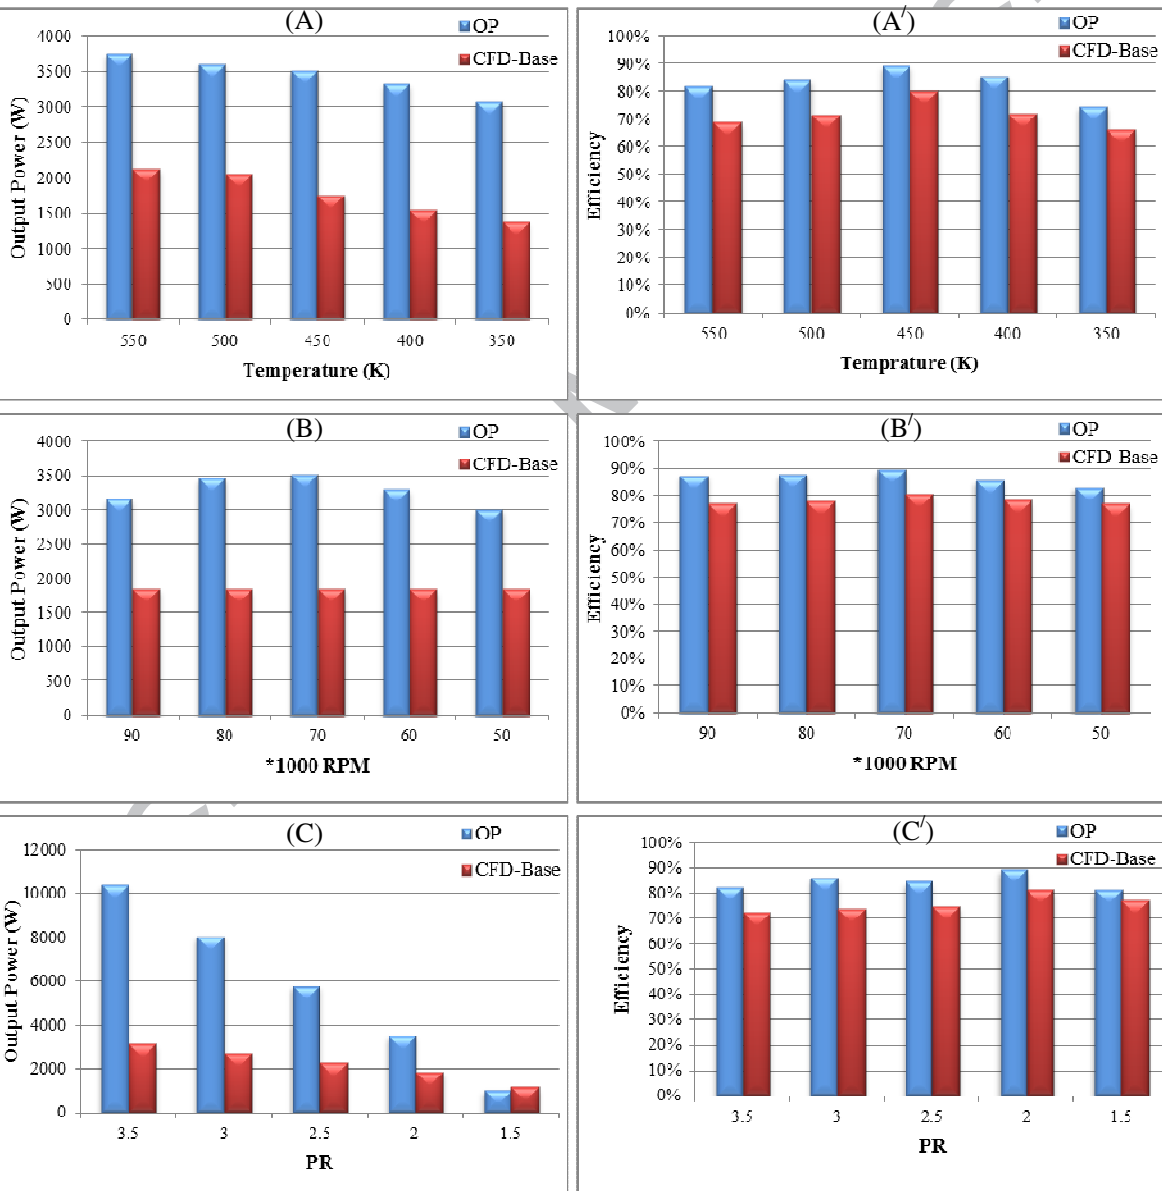 (A)
OP
CFD-Base
4000
3500
3000
2500
2000
1500
1000
500
0
Output Power (W)
550 500 450 400 350
Temperature (K)
(A/)
OP
CFD-Base
100%
90%
80%
70%
60%
50%
40%
30%
20%
10%
0%
Efficiency
550 500 450 400 350
Temprature (K)
(B)
OP
CFD-Base
4000
3500
3000
2500
2000
1500
1000
500
0
Output Power (W)
90 80 70 60 50
*1000 RPM
(B/)
OP
CFD-Base
100%
90%
80%
70%
60%
50%
40%
30%
20%
10%
0%
Efficiency
90 80 70 60 50
*1000 RPM
(C)
OP
CFD-Base
12000
10000
8000
6000
4000
2000
0
Output Power (W)
3.5 3 2.5 2 1.5
PR
(C/)
OP
CFD-Base
100%
90%
80%
70%
60%
50%
40%
30%
20%
10%
0%
Efficiency
3.5 3 2.5 2 1.5
PR